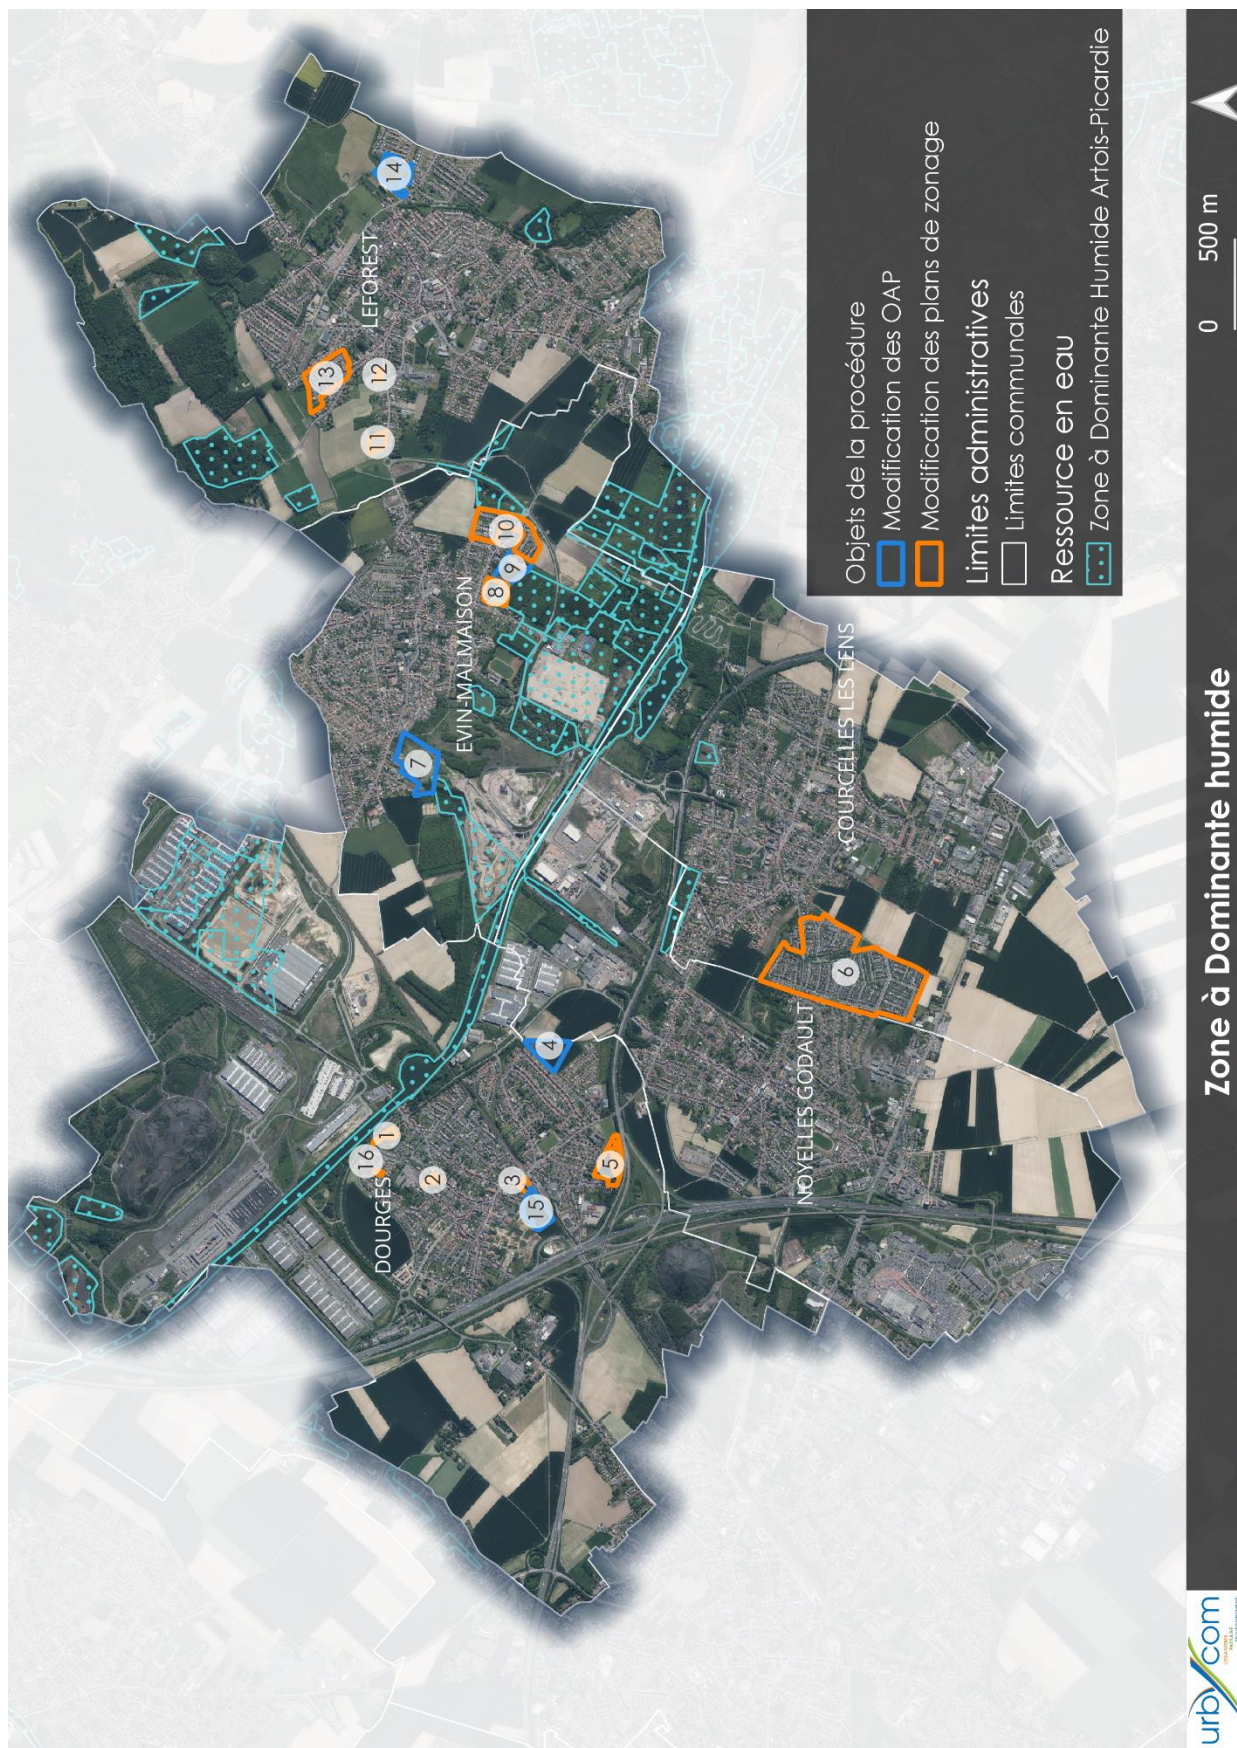 Objets de la procédure
Modification des OAP
Modification des plans de zonage
Limites administratives
Limites communales
Ressource en eau
Zone à Dominante Humide Artois-Picardie
LEFOREST
EVIN-MALMAISON
COURCELLES LES LENS
NOYELLES GODAULT
DOURGES
1
2
3
4
5
6
7
8
9
10
11
12
13
14
15
16
urbycom
Zone à Dominante humide
0 500 m